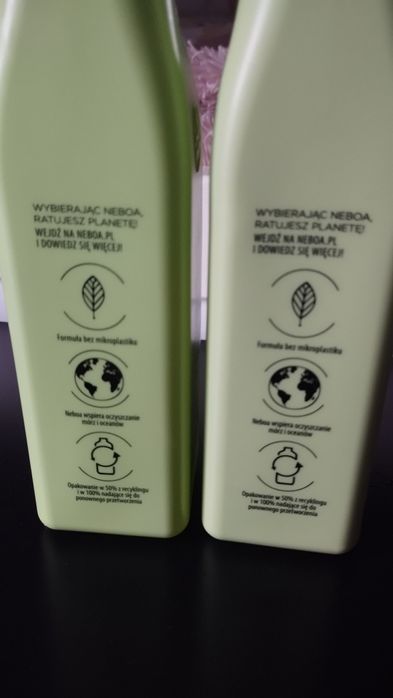 WYBIERAJĄC NEBOA,
RATUJESZ PLANETĘ!
WEJDŹ NA NEBOA.PL
I DOWIEDZ SIĘ WIĘCEJ!
Formuła bez mikroplastiku
Neboa wspiera oczyszczanie
mórz i oceanów
Opakowanie w 50% z recyklingu
i w 100% nadające się do
ponownego przetworzenia
WYBIERAJĄC NEBOA,
RATUJESZ PLANETĘ!
WEJDŹ NA NEBOA.PL
I DOWIEDZ SIĘ WIĘCEJ!
Formuła bez mikroplastiku
Neboa wspiera oczyszczanie
mórz i oceanów
Opakowanie w 50% z recyklingu
i w 100% nadające się do
ponownego przetworzenia